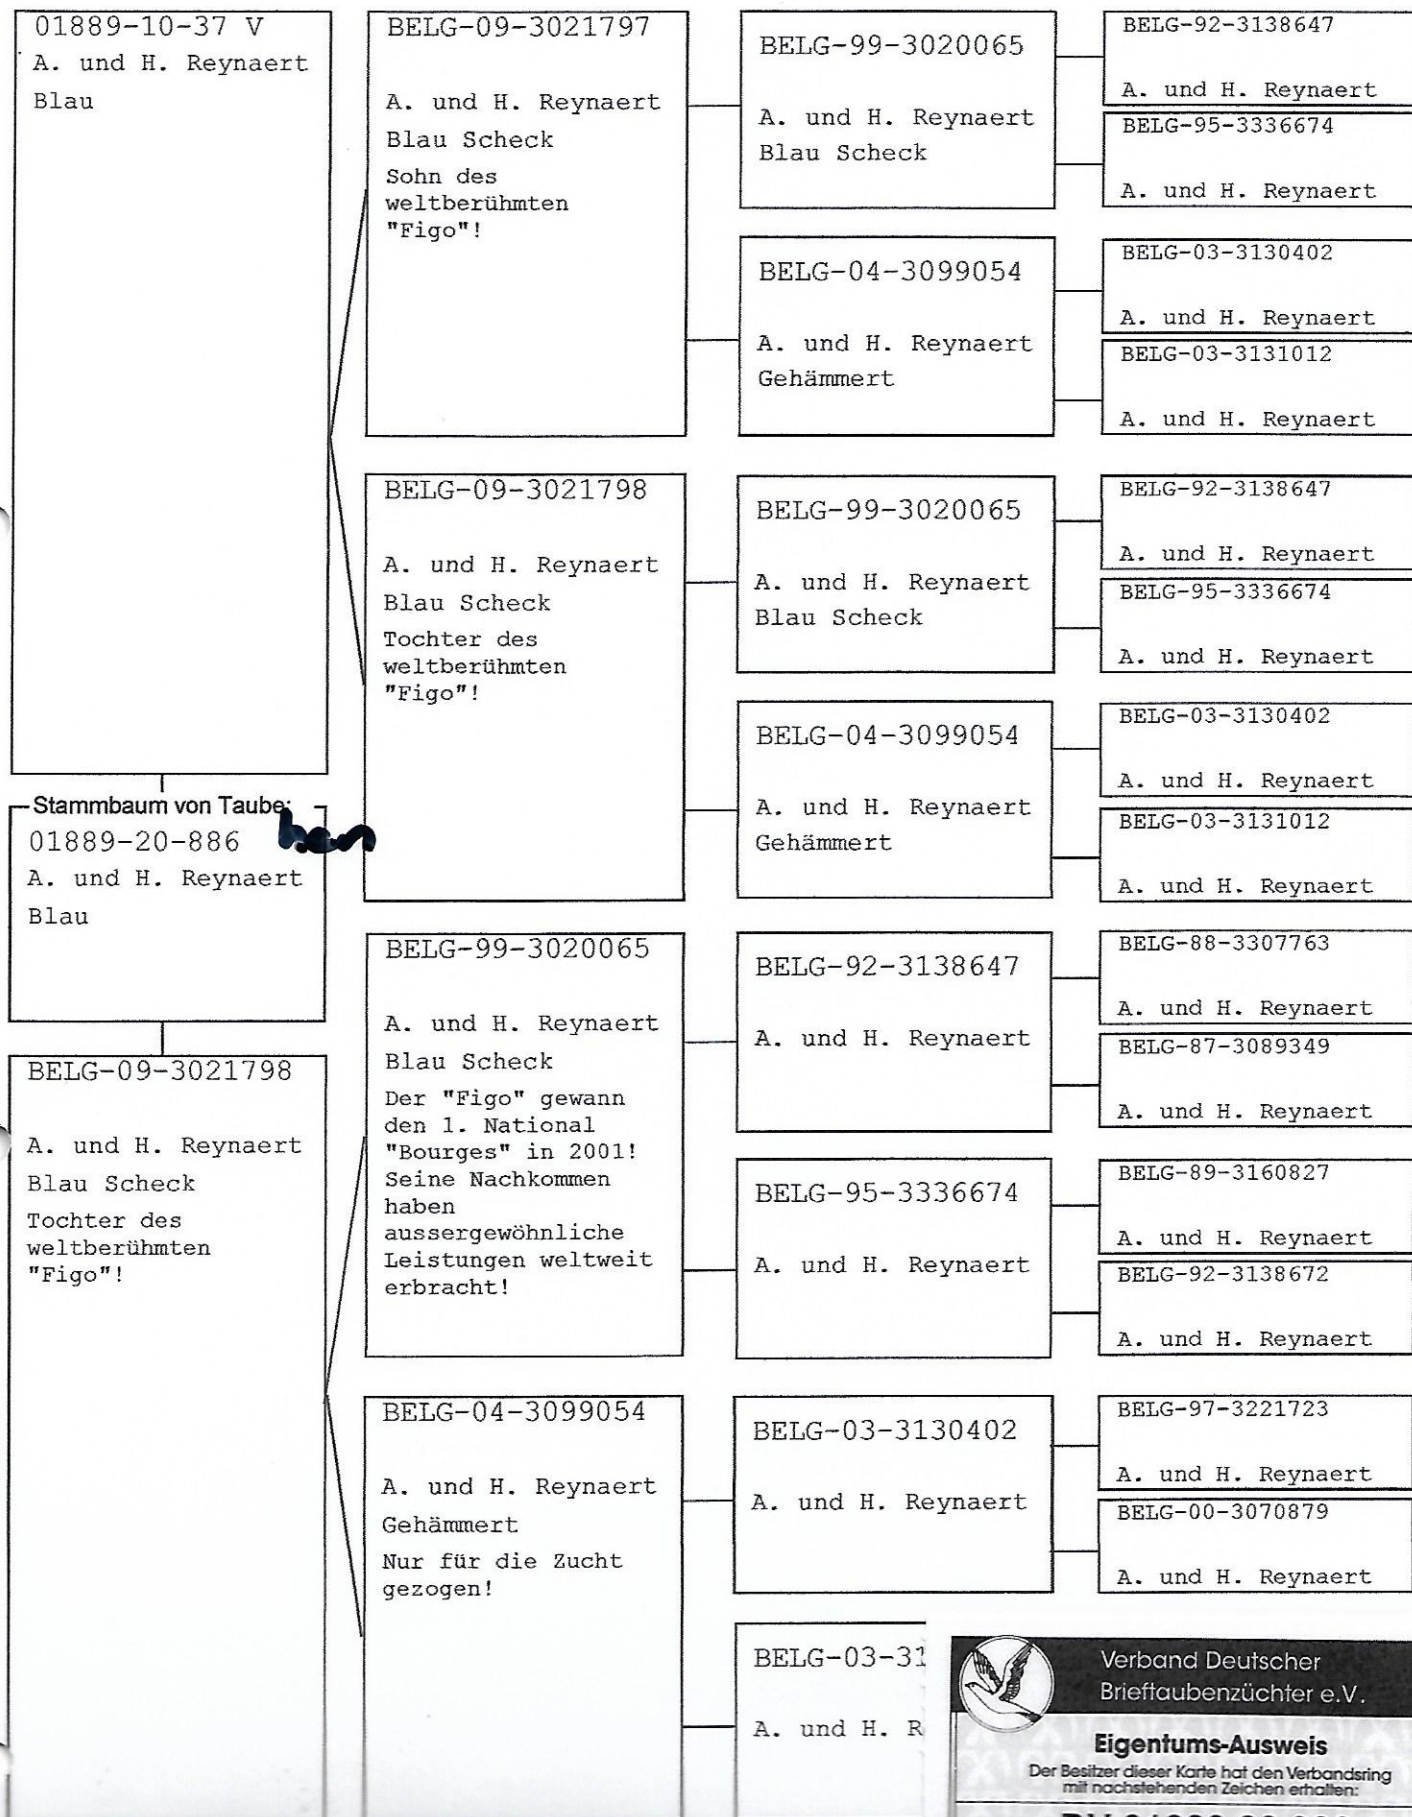 01889-10-37 V
A. und H. Reynaert
Blau
Stammbaum von Taube:
01889-20-886
A. und H. Reynaert
Blau
BELG-09-3021798
A. und H. Reynaert
Blau Scheck
Tochter des
weltberühmten
"Figo"!
BELG-09-3021797
A. und H. Reynaert
Blau Scheck
Sohn des
weltberühmten
"Figo"!
BELG-09-3021798
A. und H. Reynaert
Blau Scheck
Tochter des
weltberühmten
"Figo"!
BELG-99-3020065
A. und H. Reynaert
Blau Scheck
Der "Figo" gewann
den 1. National
"Bourges" in 2001!
Seine Nachkommen
haben
aussergewöhnliche
Leistungen weltweit
erbracht!
BELG-04-3099054
A. und H. Reynaert
Gehämmert
Nur für die Zucht
gezogen!
BELG-99-3020065
A. und H. Reynaert
Blau Scheck
BELG-04-3099054
A. und H. Reynaert
Gehämmert
BELG-99-3020065
A. und H. Reynaert
Blau Scheck
BELG-04-3099054
A. und H. Reynaert
Gehämmert
BELG-92-3138647
A. und H. Reynaert
BELG-95-3336674
A. und H. Reynaert
BELG-03-3130402
A. und H. Reynaert
BELG-03-31
A. und H. R
BELG-92-3138647
A. und H. Reynaert
BELG-95-3336674
A. und H. Reynaert
BELG-03-3130402
A. und H. Reynaert
BELG-03-3131012
A. und H. Reynaert
BELG-92-3138647
A. und H. Reynaert
BELG-95-3336674
A. und H. Reynaert
BELG-03-3130402
A. und H. Reynaert
BELG-03-3131012
A. und H. Reynaert
BELG-88-3307763
A. und H. Reynaert
BELG-87-3089349
A. und H. Reynaert
BELG-89-3160827
A. und H. Reynaert
BELG-92-3138672
A. und H. Reynaert
BELG-97-3221723
A. und H. Reynaert
BELG-00-3070879
A. und H. Reynaert
Verband Deutscher
Brieftaubenzüchter e.V.
Eigentums-Ausweis
Der Besitzer dieser Karte hat den Verbandsring
mit nachstehenden Zeichen erhalten: